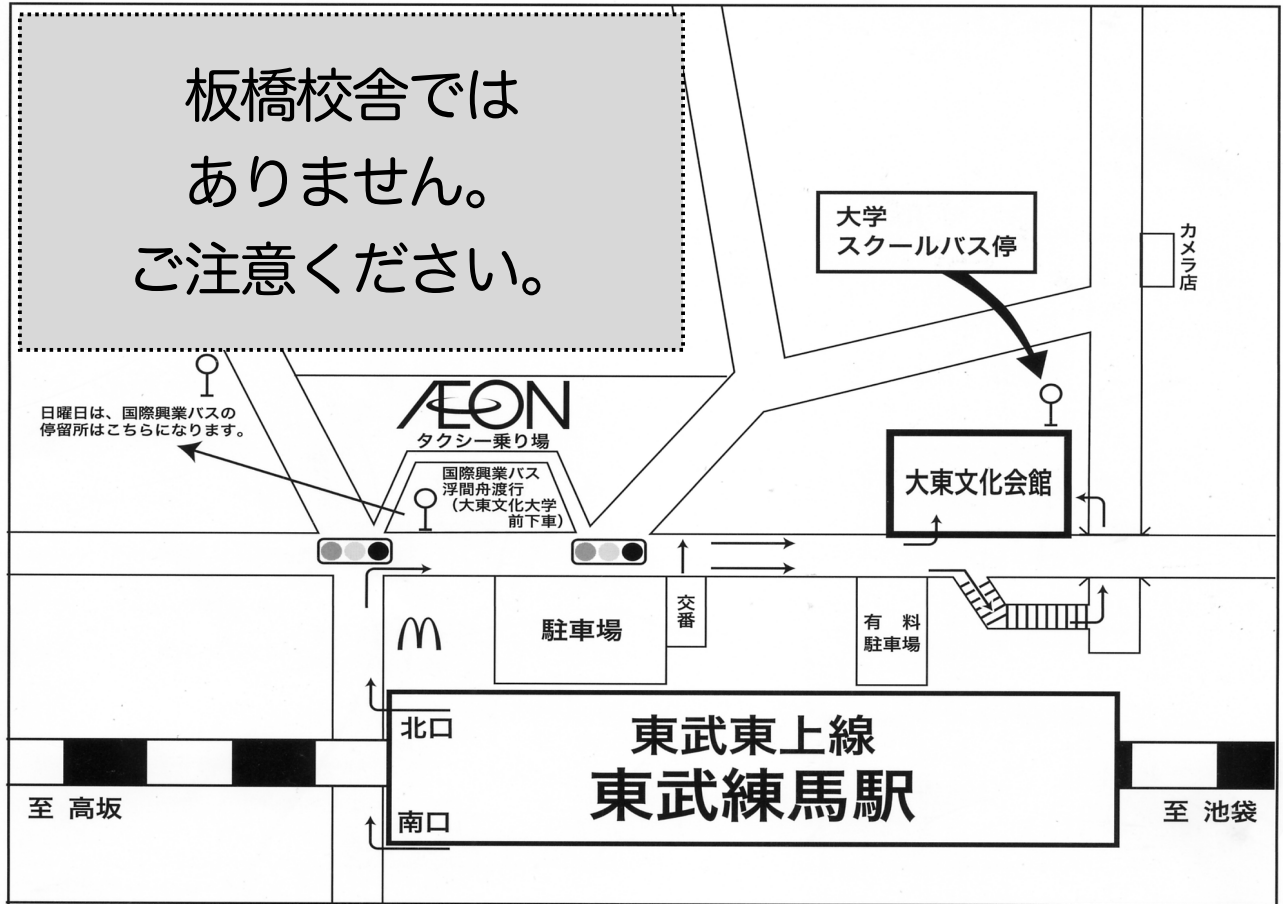 板橋校舎では
ありません。
ご注意ください。
大学
スクールバス停
カメラ店
日曜日は、国際興業バスの
停留所はこちらになります。
ÆON
タクシー乗り場
国際興業バス
浮間舟渡行
（大東文化大学
前下車）
大東文化会館
駐車場
交番
有　料
駐車場
北口
東武東上線
東武練馬駅
南口
至 高坂
至 池袋